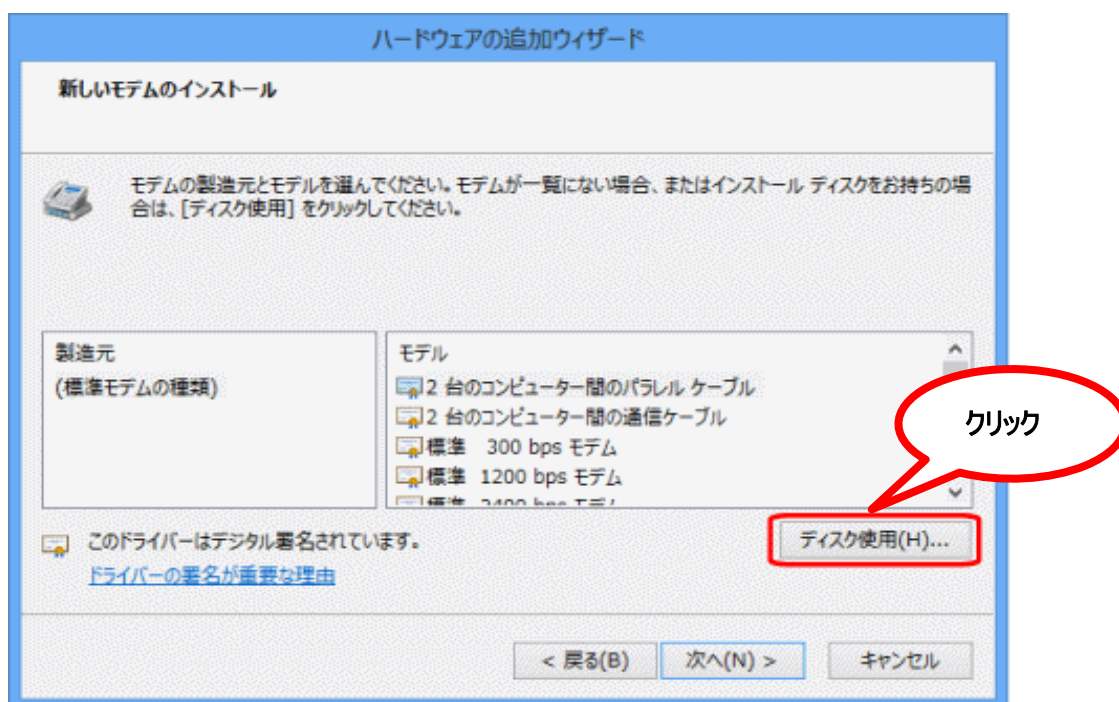 ハードウェアの追加ウィザード
新しいモデムのインストール
モデムの製造元とモデルを選んでください。モデムが一覧にない場合、またはインストール ディスクをお持ちの場
合は、[ディスク使用] をクリックしてください。
製造元
(標準モデムの種類)
モデル
2 台のコンピューター間のパラレル ケーブル
2 台のコンピューター間の通信ケーブル
標準 300 bps モデム
標準 1200 bps モデム
標準 2400 bps モデム
クリック
このドライバーはデジタル署名されています。
ディスク使用(H)...
ドライバーの署名が重要な理由
< 戻る(B)
次へ(N) >
キャンセル